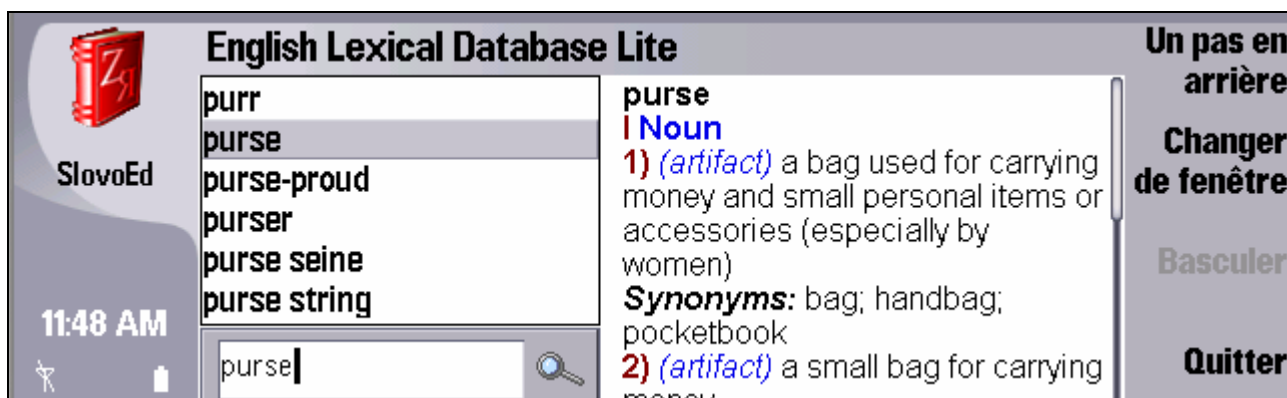 English Lexical Database Lite
SlovoEd
11:48 AM
purr
purse
purse-proud
purser
purse seine
purse string
purse
purse
I Noun
1) (artifact) a bag used for carrying
money and small personal items or
accessories (especially by
women)
Synonyms: bag; handbag;
pocketbook
2) (artifact) a small bag for carrying
money
Un pas en
arrière
Changer
de fenêtre
Basculer
Quitter